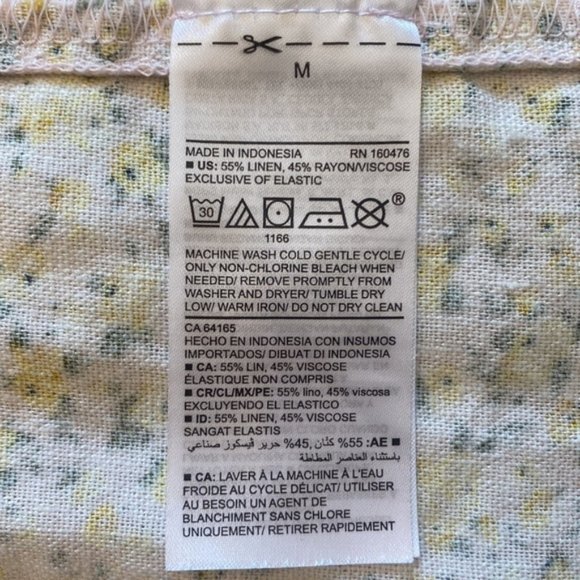 M
MADE IN INDONESIA RN 160476
■ US: 55% LINEN, 45% RAYON/VISCOSE
EXCLUSIVE OF ELASTIC
30 ®
1166
MACHINE WASH COLD GENTLE CYCLE/
ONLY NON-CHLORINE BLEACH WHEN
NEEDED/ REMOVE PROMPTLY FROM
WASHER AND DRYER/ TUMBLE DRY
LOW/ WARM IRON/ DO NOT DRY CLEAN
CA 64165
HECHO EN INDONESIA CON INSUMOS
IMPORTADOS/ DIBUAT DI INDONESIA
■ CA: 55% LIN, 45% VISCOSE
ÉLASTIQUE NON COMPRIS
■ CR/CL/MX/PE: 55% lino, 45% viscosa
EXCLUYENDO EL ELASTICO
■ ID: 55% LINEN, 45% VISCOSE
SANGAT ELASTIS
■ AE: 55% كتّان, 45% حرير فيسكوز صناعي
باستثناء العناصر المطاطة
■ CA: LAVER À LA MACHINE À L'EAU
FROIDE AU CYCLE DÉLICAT/ UTILISER
AU BESOIN UN AGENT DE
BLANCHIMENT SANS CHLORE
UNIQUEMENT/ RETIRER RAPIDEMENT